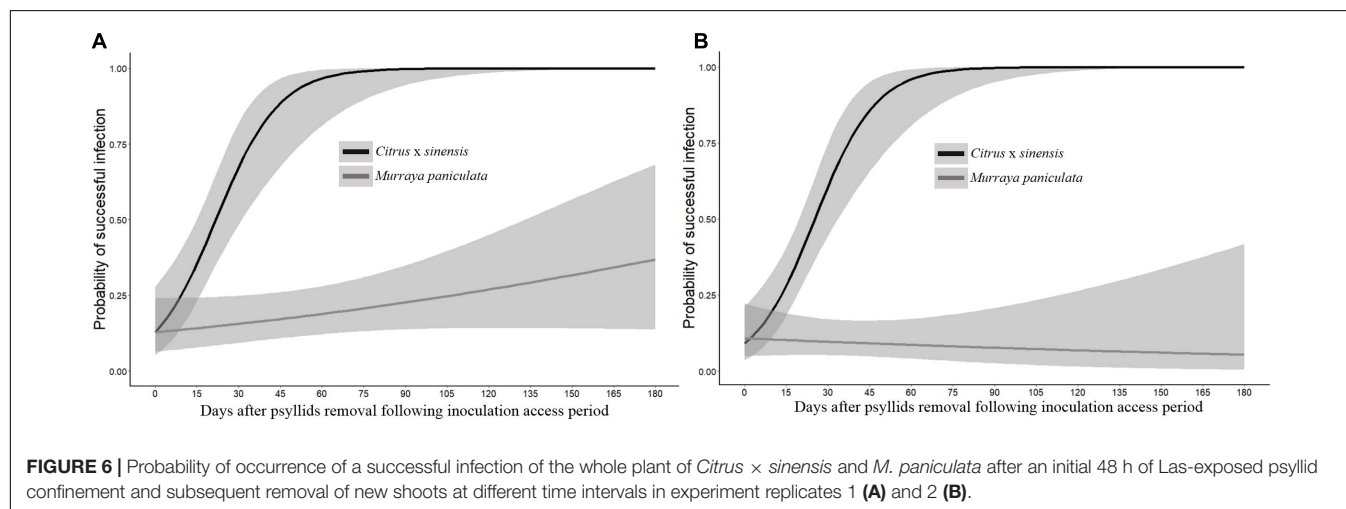 A
Probability of successful infection
1.00
0.75
0.50
0.25
0.00
Citrus x sinensis
Murraya paniculata
0 15 30 45 60 75 90 105 120 135 150 165 180
Days after psyllids removal following inoculation access period
B
Probability of successful infection
1.00
0.75
0.50
0.25
0.00
Citrus x sinensis
Murraya paniculata
0 15 30 45 60 75 90 105 120 135 150 165 180
Days after psyllids removal following inoculation access period
FIGURE 6 | Probability of occurrence of a successful infection of the whole plant of Citrus × sinensis and M. paniculata after an initial 48 h of Las-exposed psyllid
confinement and subsequent removal of new shoots at different time intervals in experiment replicates 1 (A) and 2 (B).